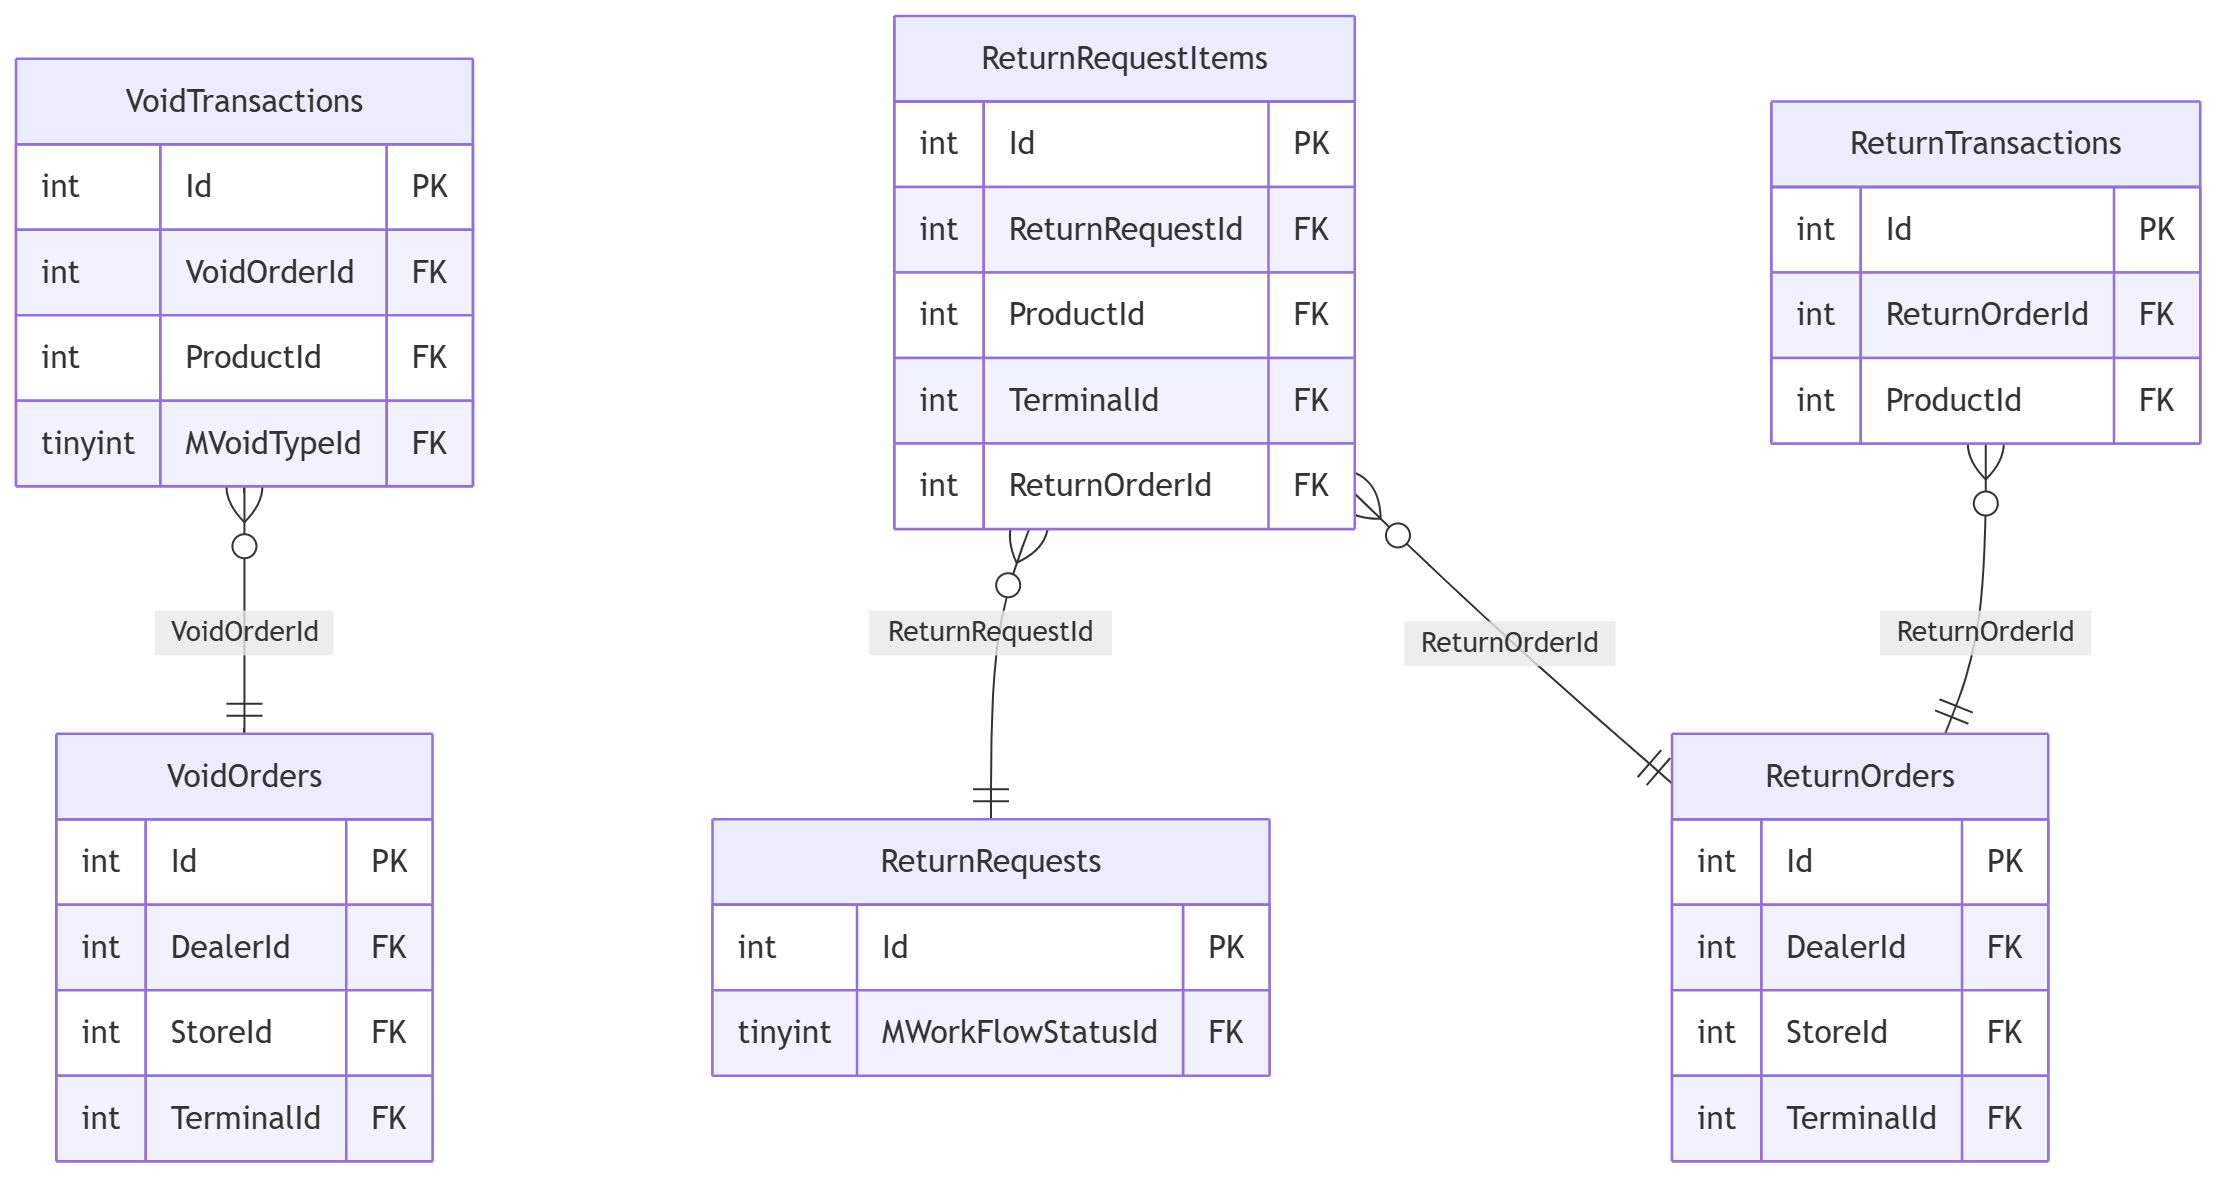 VoidTransactions
int Id PK
int VoidOrderId FK
int ProductId FK
tinyint MVoidTypeId FK
ReturnRequestItems
int Id PK
int ReturnRequestId FK
int ProductId FK
int TerminalId FK
int ReturnOrderId FK
ReturnTransactions
int Id PK
int ReturnOrderId FK
int ProductId FK
VoidOrderId
ReturnRequestId
ReturnOrderId
ReturnOrderId
VoidOrders
int Id PK
int DealerId FK
int StoreId FK
int TerminalId FK
ReturnRequests
int Id PK
tinyint MWorkFlowStatusId FK
ReturnOrders
int Id PK
int DealerId FK
int StoreId FK
int TerminalId FK